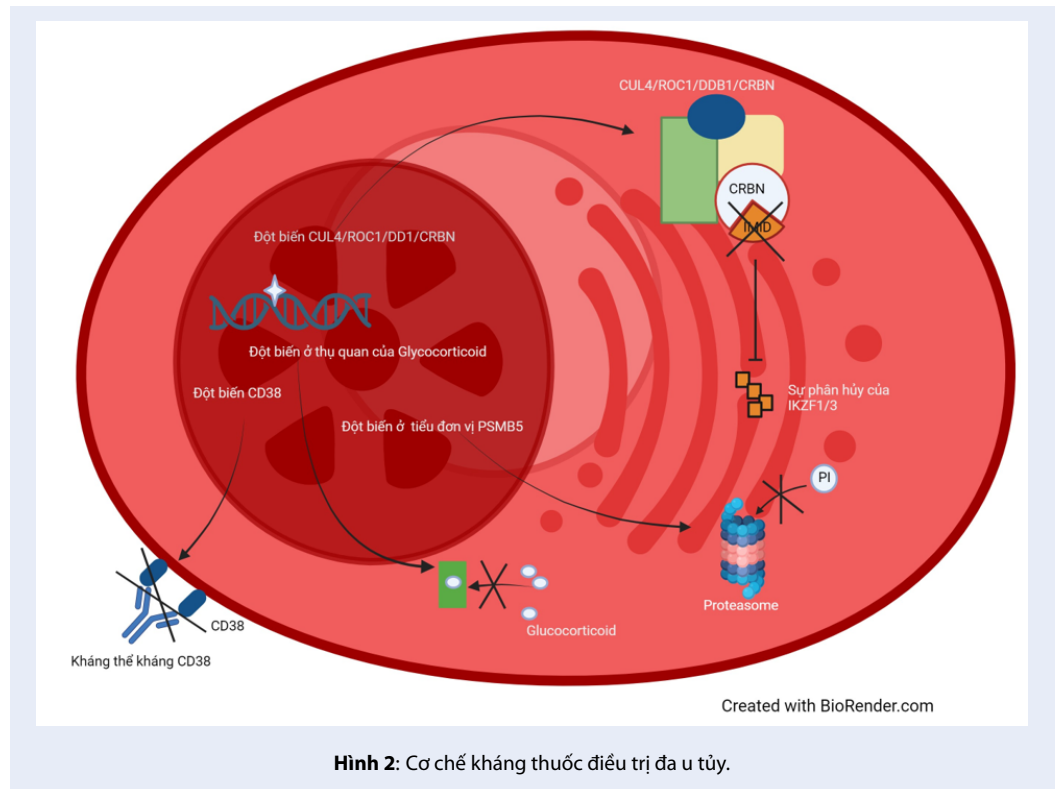 CUL4/ROC1/DDB1/CRBN
CRBN
IMID
Đột biến CUL4/ROC1/DD1/CRBN
Đột biến ở thụ quan của Glycocorticoid
Đột biến CD38
Đột biến ở tiểu đơn vị PSMB5
Sự phân hủy của
IKZF1/3
PI
Proteasome
Glucocorticoid
CD38
Kháng thể kháng CD38
Created with BioRender.com
Hình 2: Cơ chế kháng thuốc điều trị đa u tủy.